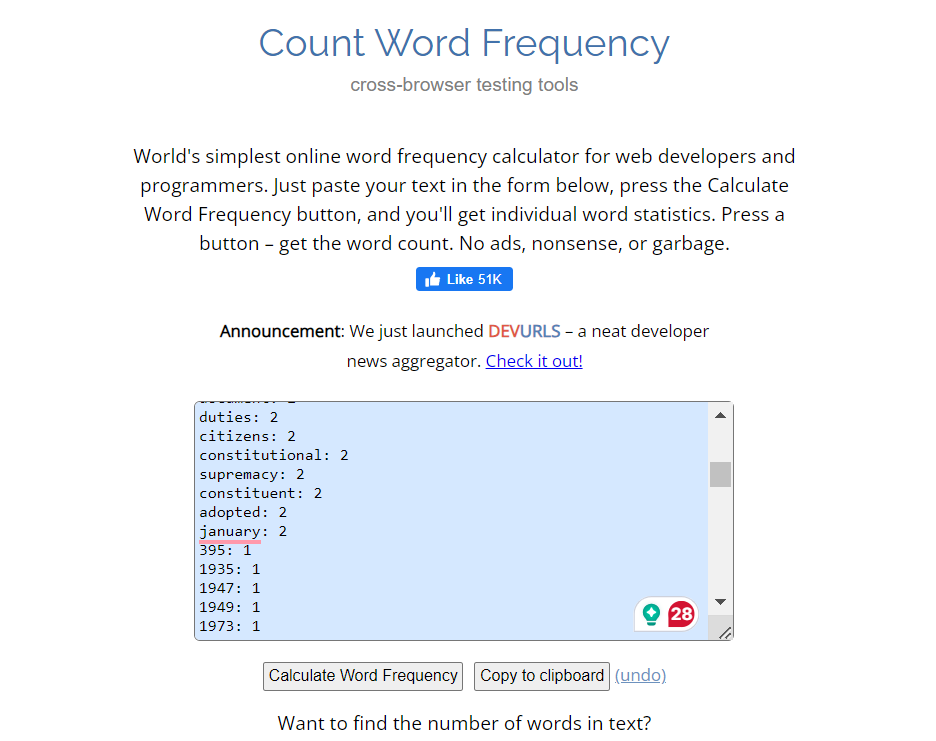 Count Word Frequency
cross-browser testing tools
World's simplest online word frequency calculator for web developers and
programmers. Just paste your text in the form below, press the Calculate
Word Frequency button, and you'll get individual word statistics. Press a
button – get the word count. No ads, nonsense, or garbage.
Like 51K
Announcement: We just launched DEVURLS – a neat developer
news aggregator. Check it out!
duties: 2
citizens: 2
constitutional: 2
supremacy: 2
constituent: 2
adopted: 2
january: 2
395: 1
1935: 1
1947: 1
1949: 1
1973: 1
28
Calculate Word Frequency Copy to clipboard (undo)
Want to find the number of words in text?